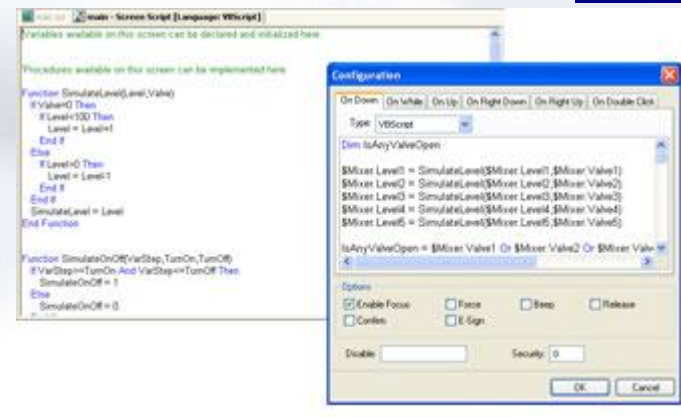 main - Screen Script [Language: VBScript]
'Variables available on this screen can be declared and initialized here.
'Procedures available on this screen can be implemented here
Function SimulateLevel(Level,Valve)
If Valve=0 Then
If Level<100 Then
Level = Level+1
End If
Else
If Level>0 Then
Level = Level-1
End If
End If
SimulateLevel = Level
End Function
Function SimulateOnOff(VarStep,TurnOn,TurnOff)
If VarStep>=TurnOn And VarStep<=TurnOff Then
SimulateOnOff = 1
Else
SimulateOnOff = 0
Configuration
On Down On While On Up On Right Down On Right Up On Double Click
Type: VBScript
Dim IsAnyValveOpen
$Mixer.Level1 = SimulateLevel($Mixer.Level1,$Mixer.Valve1)
$Mixer.Level2 = SimulateLevel($Mixer.Level2,$Mixer.Valve2)
$Mixer.Level3 = SimulateLevel($Mixer.Level3,$Mixer.Valve3)
$Mixer.Level4 = SimulateLevel($Mixer.Level4,$Mixer.Valve4)
$Mixer.Level5 = SimulateLevel($Mixer.Level5,$Mixer.Valve5)
IsAnyValveOpen = $Mixer.Valve1 Or $Mixer.Valve2 Or $Mixer.Valv
Options
Enable Focus Force Beep Release
Confirm E-Sign
Disable: Security: 0
OK Cancel